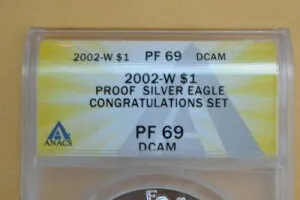 2002-W $1 PF 69 DCAM
2002-W $1
PROOF SILVER EAGLE
CONGRATULATIONS SET
PF 69
DCAM
ANACS